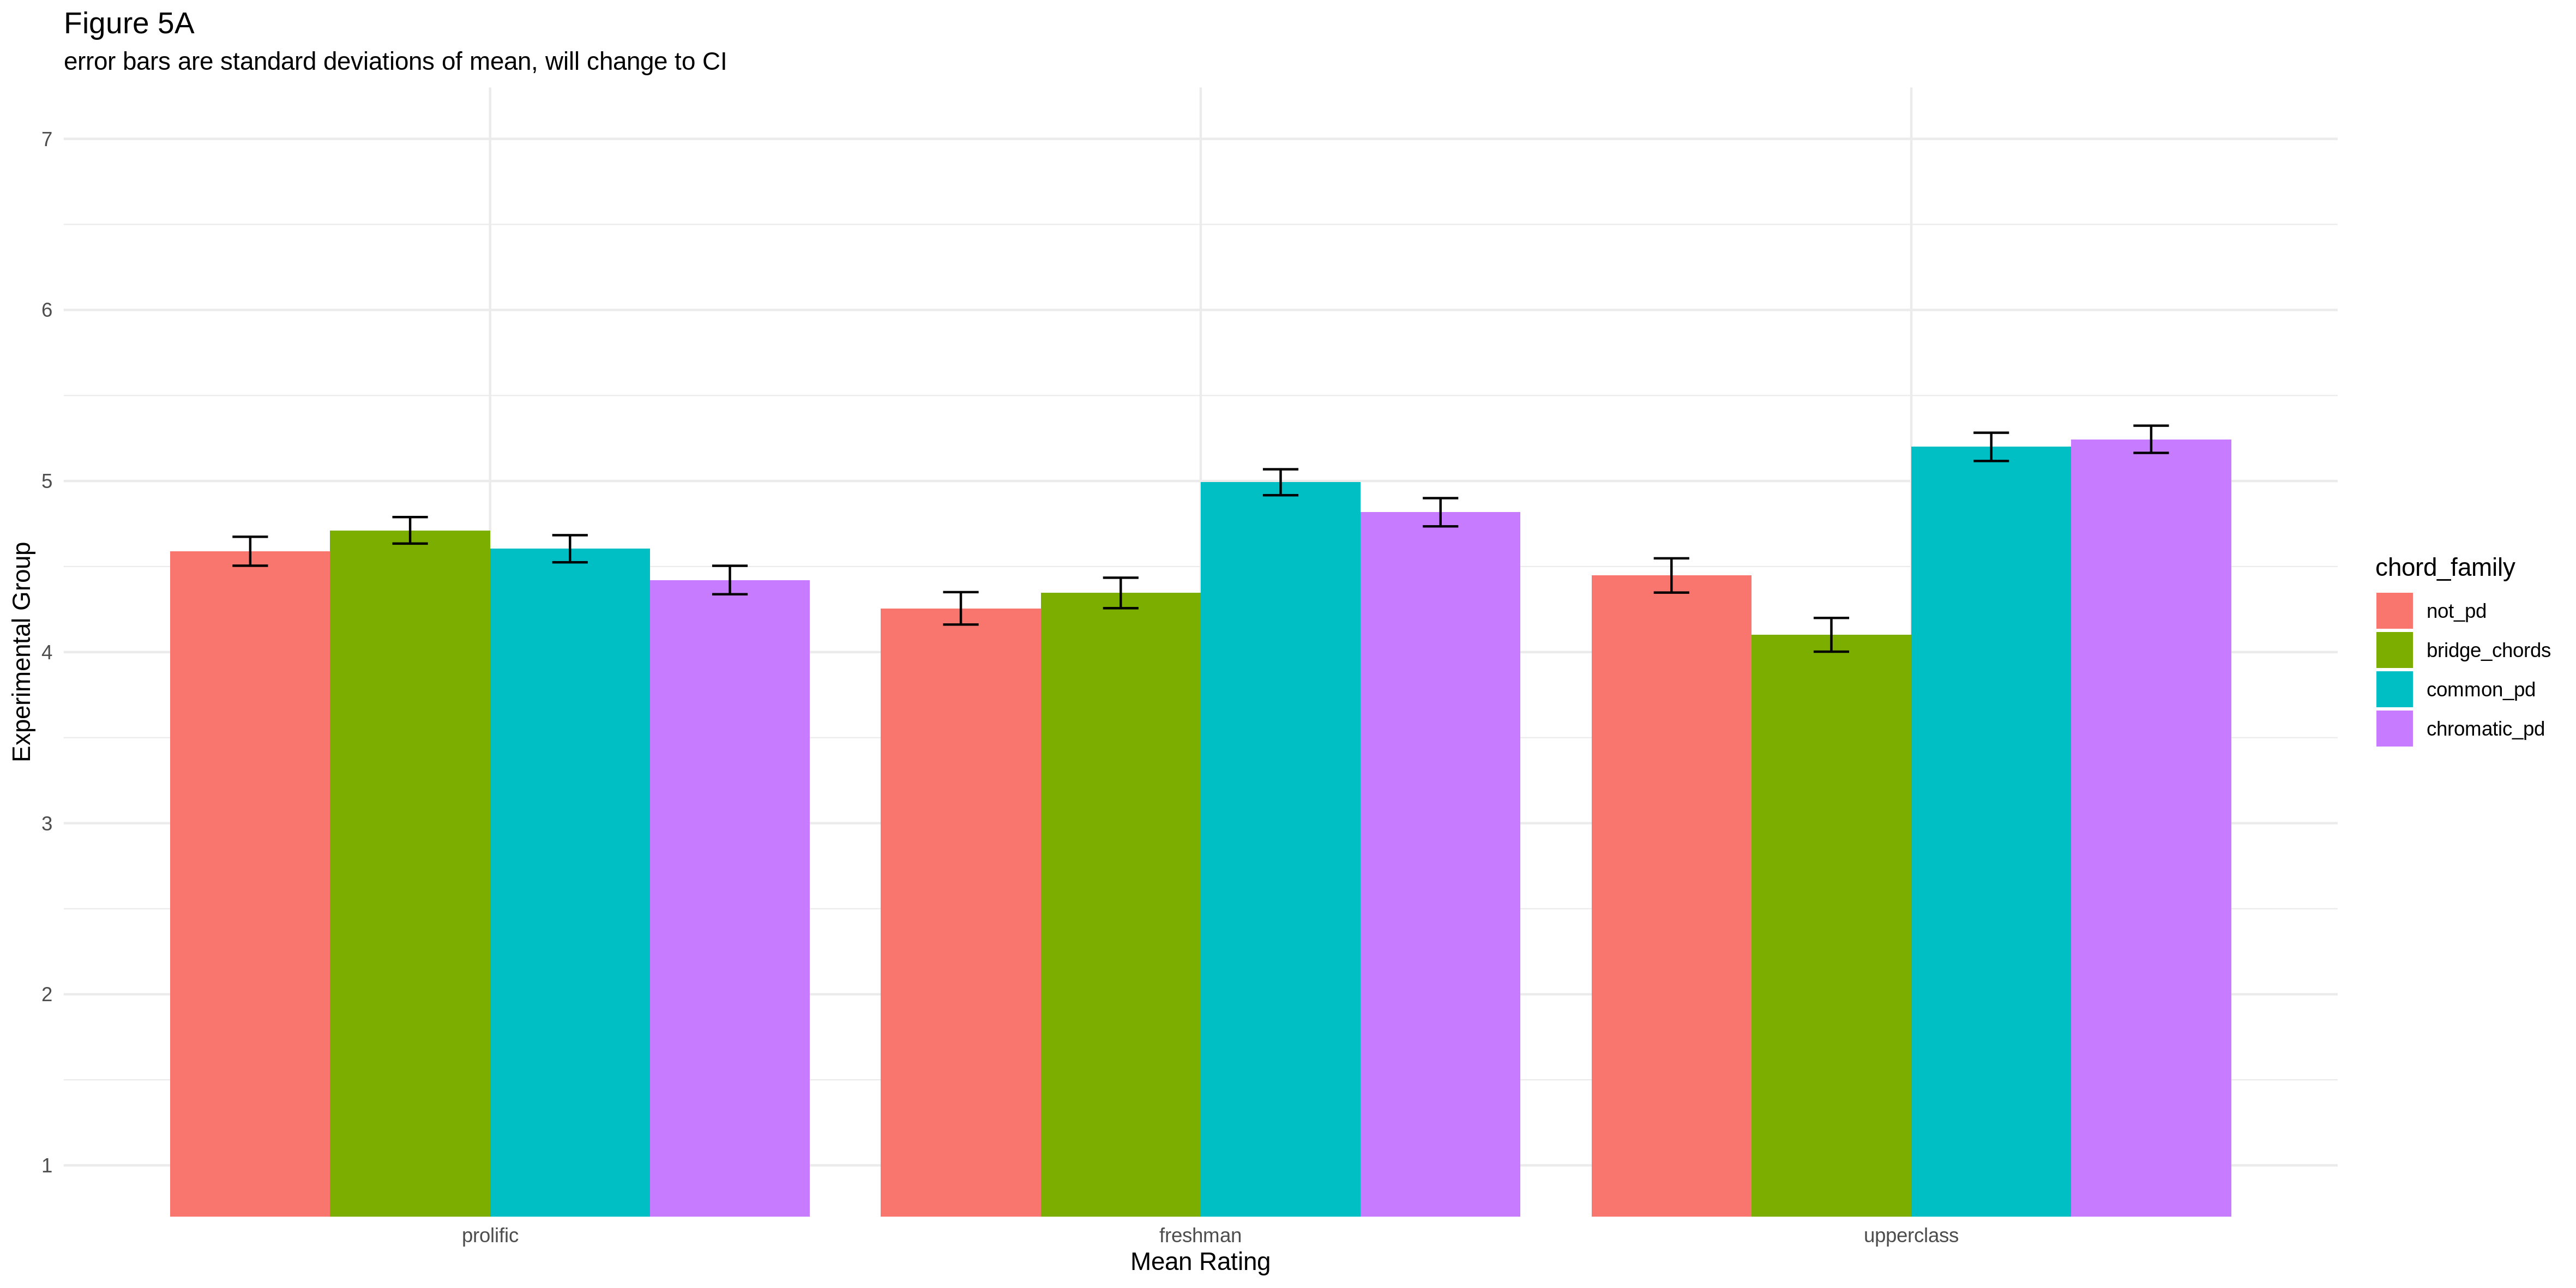 Figure 5A
error bars are standard deviations of mean, will change to CI
7
6
5
4
3
2
1
Experimental Group
prolific
freshman
upperclass
Mean Rating
chord_family
not_pd
bridge_chords
common_pd
chromatic_pd